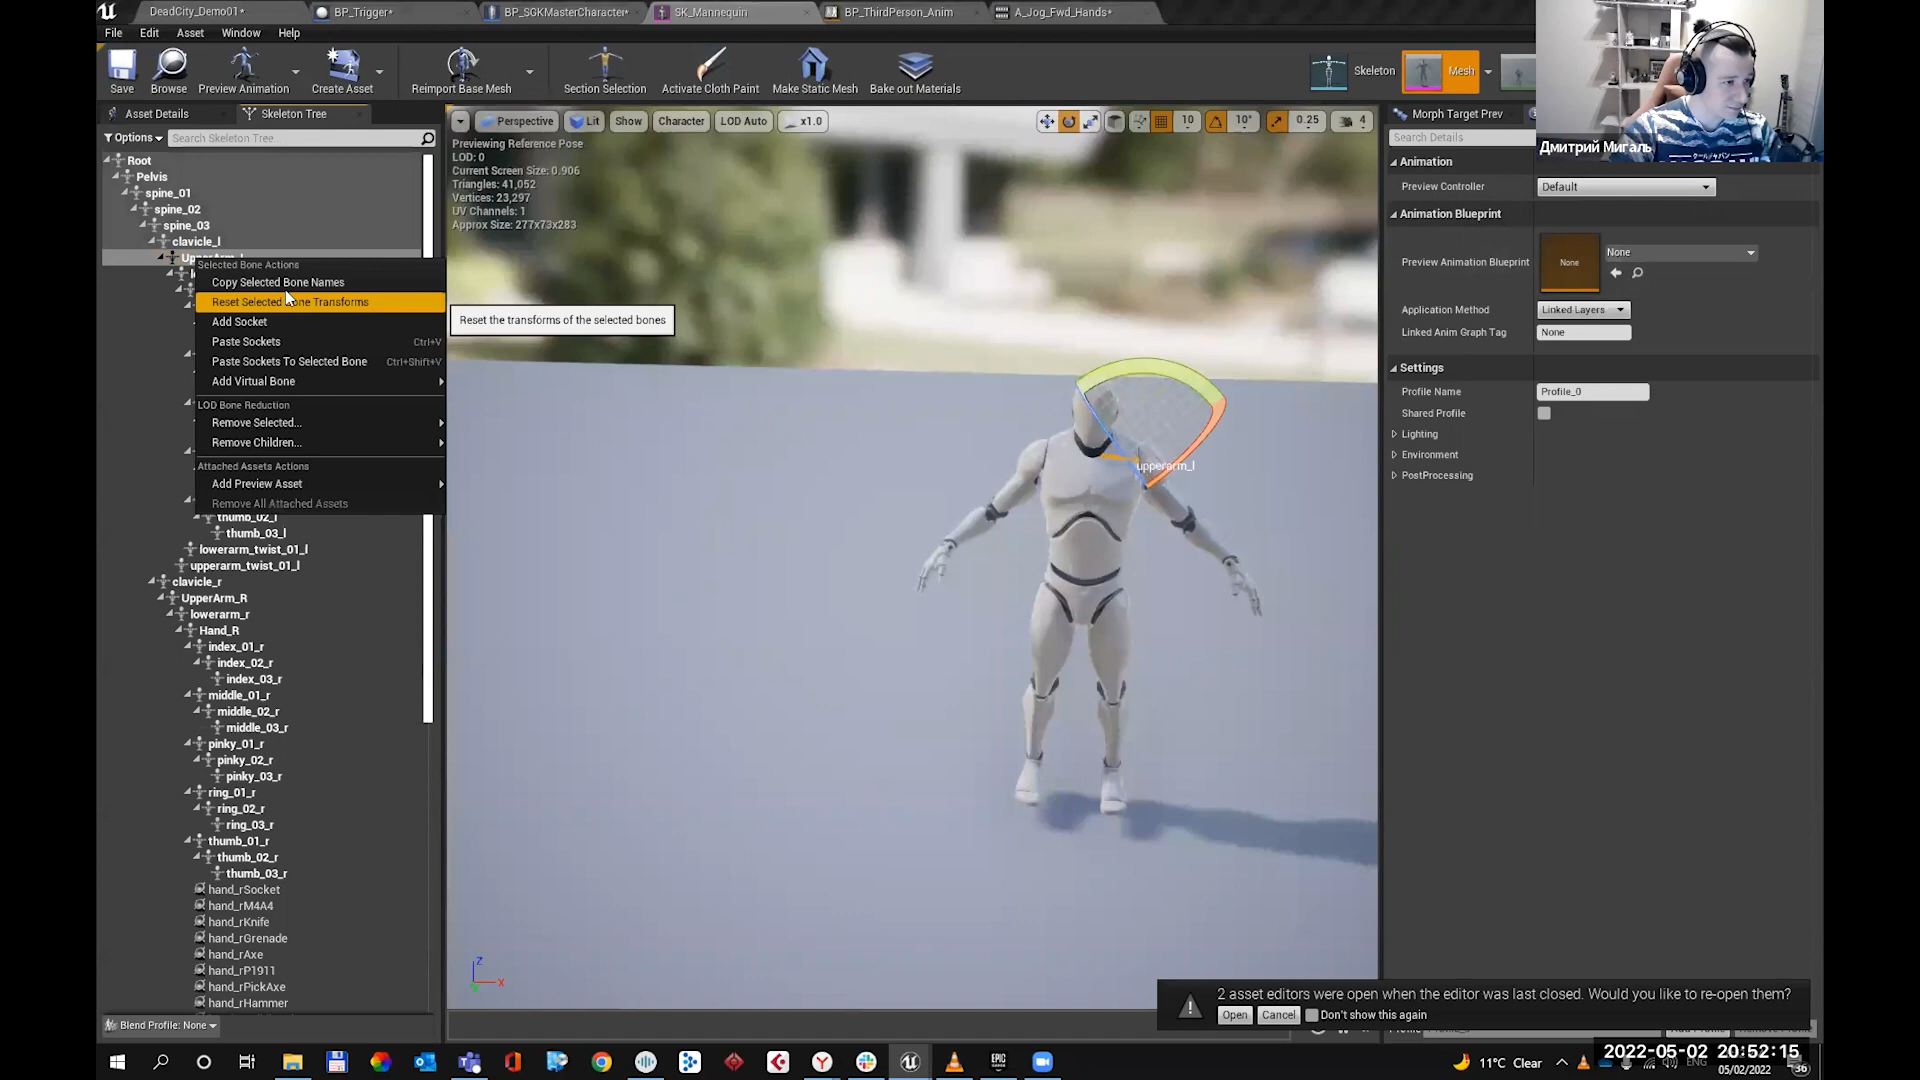 DeadCity_Demo01*
BP_Trigger*
BP_SGKMasterCharacter*
SK_Mannequin
BP_ThirdPerson_Anim
A_Jog_Fwd_Hands*
File Edit Asset Window Help
Save
Browse
Preview Animation
Create Asset
Reimport Base Mesh
Section Selection
Activate Cloth Paint
Make Static Mesh
Bake out Materials
Skeleton
Mesh
Дмитрий Мигаль
Asset Details
Skeleton Tree
Options
Search Skeleton Tree...
Root
Pelvis
spine_01
spine_02
spine_03
clavicle_l
Selected Bone Actions
Copy Selected Bone Names
Reset Selected Bone Transforms
Add Socket
Paste Sockets Ctrl+V
Paste Sockets To Selected Bone Ctrl+Shift+V
Add Virtual Bone
LOD Bone Reduction
Remove Selected...
Remove Children...
Attached Assets Actions
Add Preview Asset
Remove All Attached Assets
thumb_02_l
thumb_03_l
lowerarm_twist_01_l
upperarm_twist_01_l
clavicle_r
UpperArm_R
lowerarm_r
Hand_R
index_01_r
index_02_r
index_03_r
middle_01_r
middle_02_r
middle_03_r
pinky_01_r
pinky_02_r
pinky_03_r
ring_01_r
ring_02_r
ring_03_r
thumb_01_r
thumb_02_r
thumb_03_r
hand_rSocket
hand_rM4A4
hand_rKnife
hand_rGrenade
hand_rAxe
hand_rP1911
hand_rPickAxe
hand_rHammer
Blend Profile: None
Reset the transforms of the selected bones
Perspective
Lit
Show
Character
LOD Auto
x1.0
10
10°
0.25
4
Previewing Reference Pose
LOD: 0
Current Screen Size: 0.906
Triangles: 41,052
Vertices: 23,297
UV Channels: 1
Approx Size: 277x73x283
upperarm_l
Z
X
Morph Target Prev
Search Details
Animation
Preview Controller
Default
Animation Blueprint
Preview Animation Blueprint
None
None
Application Method
Linked Layers
Linked Anim Graph Tag
None
Settings
Profile Name
Profile_0
Shared Profile
Lighting
Environment
PostProcessing
2 asset editors were open when the editor was last closed. Would you like to re-open them?
Open
Cancel
Don't show this again
11°C Clear
ENG
2022-05-02 20:52:15
05/02/2022
36